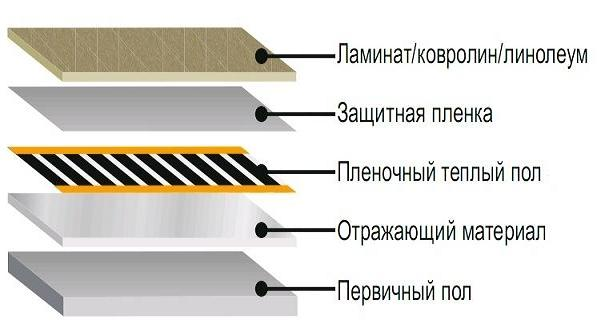 Ламинат/ковролин/линолеум
Защитная пленка
Пленочный теплый пол
Отражающий материал
Первичный пол